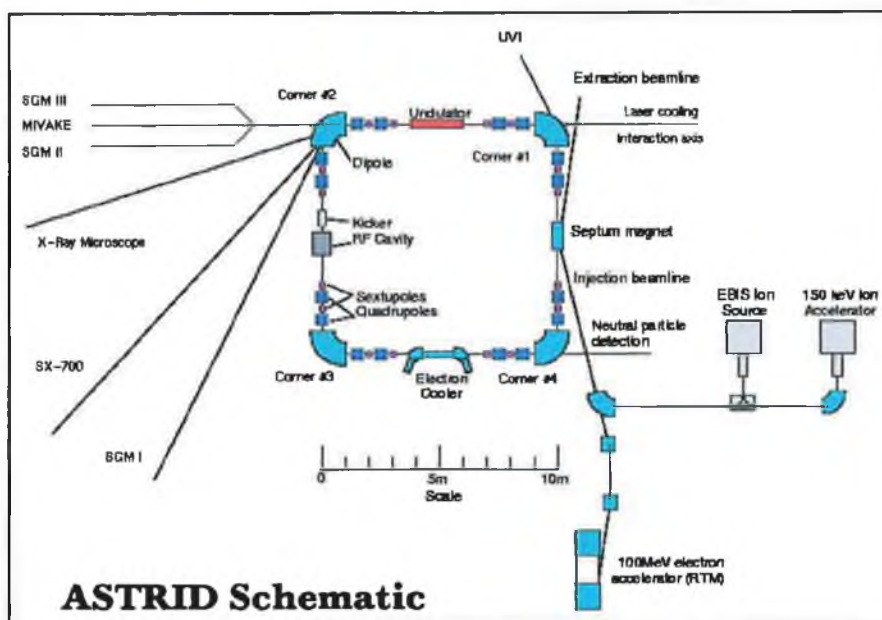 UV1
Extraction beamline
Corner #2
SGM III
MIYAKE
SGM II
Undulator
Laser cooling
Interaction axis
Corner #1
Dipole
X-Ray Microscope
Kicker
RF Cavity
Septum magnet
Sextupoles
Quadrupoles
Injection beamline
Neutral particle
detection
EBIS Ion
Source
150 keV Ion
Accelerator
SX-700
Corner #3
Electron
Cooler
Corner #4
SGM I
0
5m
10m
Scale
100MeV electron
accelerator (RTM)
ASTRID Schematic